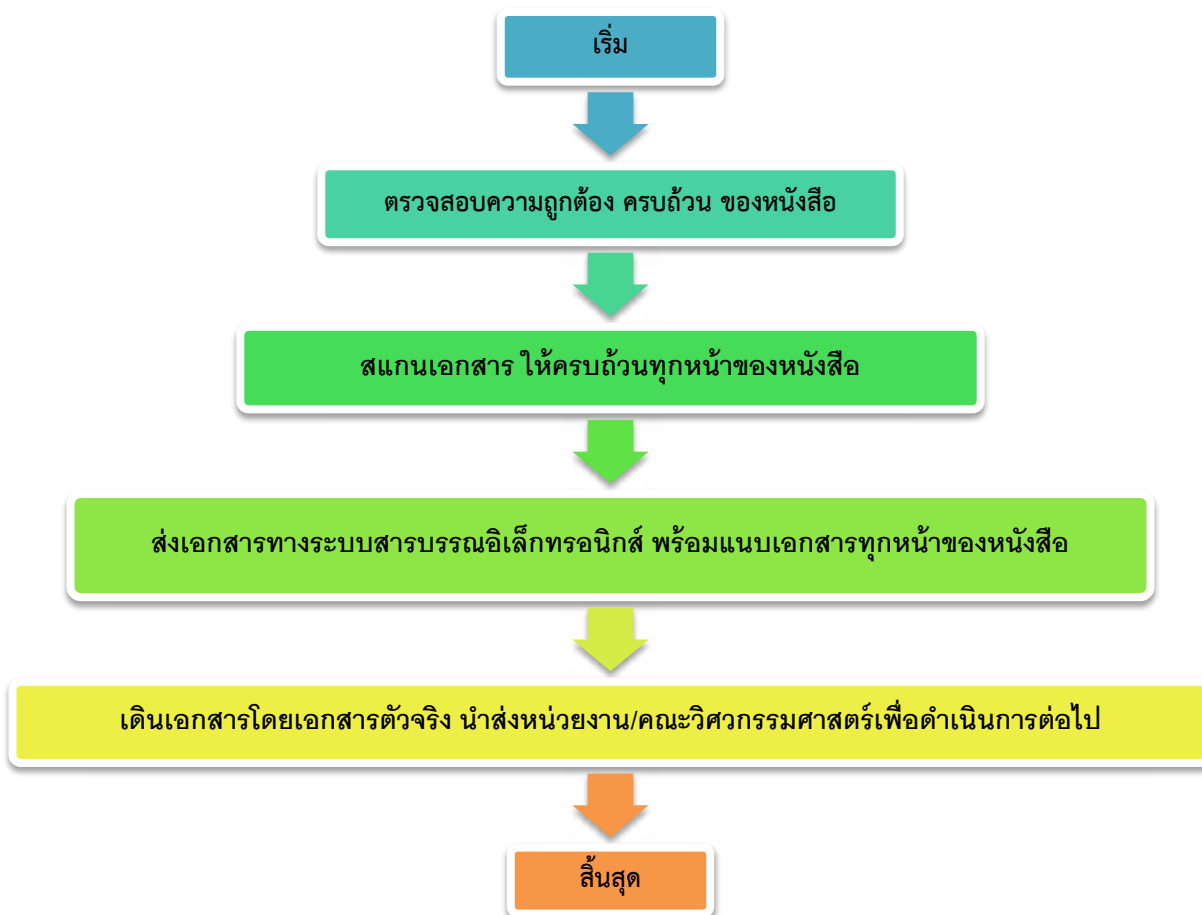 เริ่ม
ตรวจสอบความถูกต้อง ครบถ้วน ของหนังสือ
สแกนเอกสาร ให้ครบถ้วนทุกหน้าของหนังสือ
ส่งเอกสารทางระบบสารบรรณอิเล็กทรอนิกส์ พร้อมแนบเอกสารทุกหน้าของหนังสือ
เดินเอกสารโดยเอกสารตัวจริง นำส่งหน่วยงาน/คณะวิศวกรรมศาสตร์เพื่อดำเนินการต่อไป
สิ้นสุด